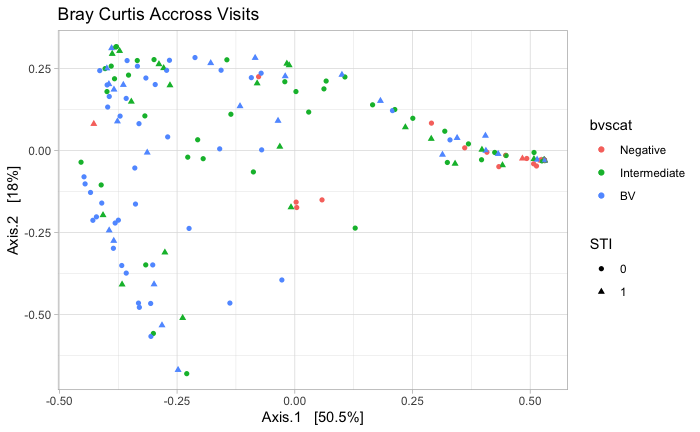 Bray Curtis Accross Visits
0.25
0.00
-0.25
-0.50
Axis.2 [18%]
-0.50
-0.25
0.00
0.25
0.50
Axis.1 [50.5%]
bvscat
Negative
Intermediate
BV
STI
0
1